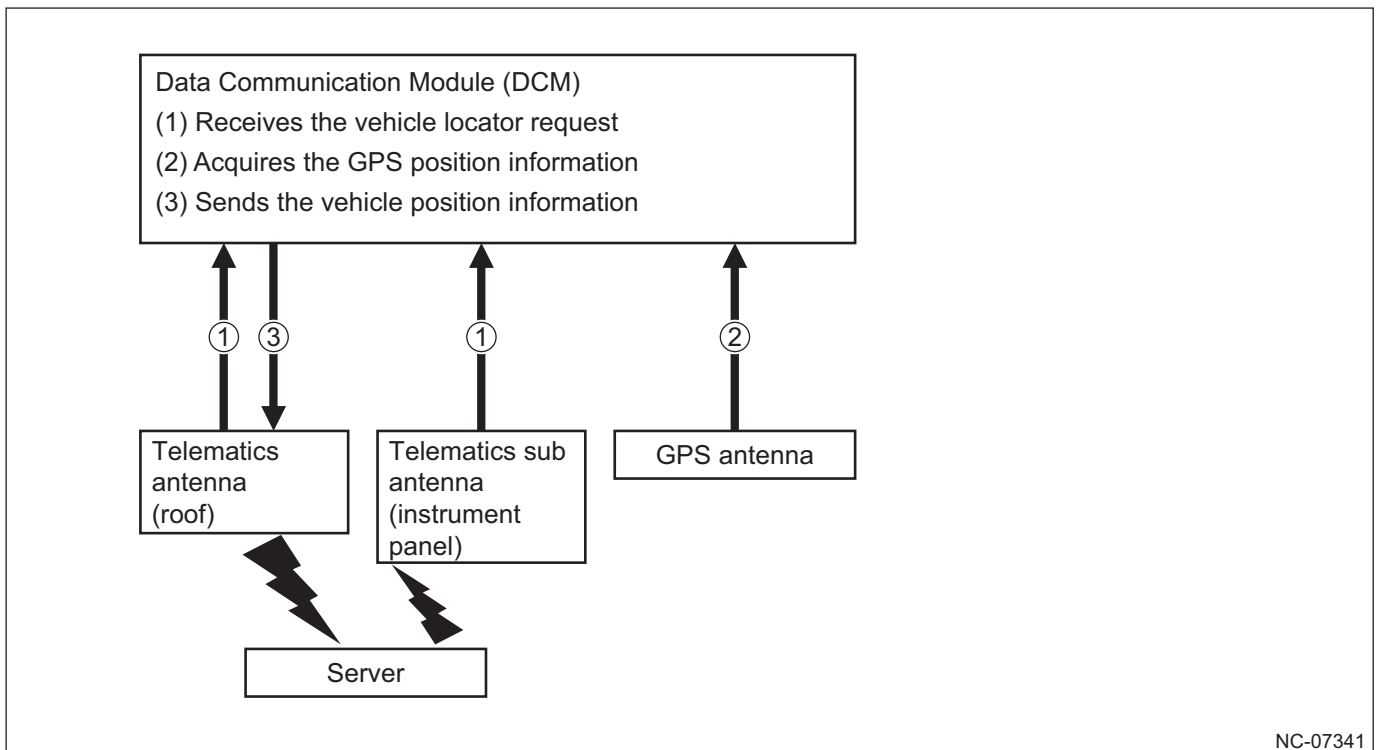 Data Communication Module (DCM)
(1) Receives the vehicle locator request
(2) Acquires the GPS position information
(3) Sends the vehicle position information
1
3
1
2
Telematics
antenna
(roof)
Telematics sub
antenna
(instrument
panel)
GPS antenna
Server
NC-07341